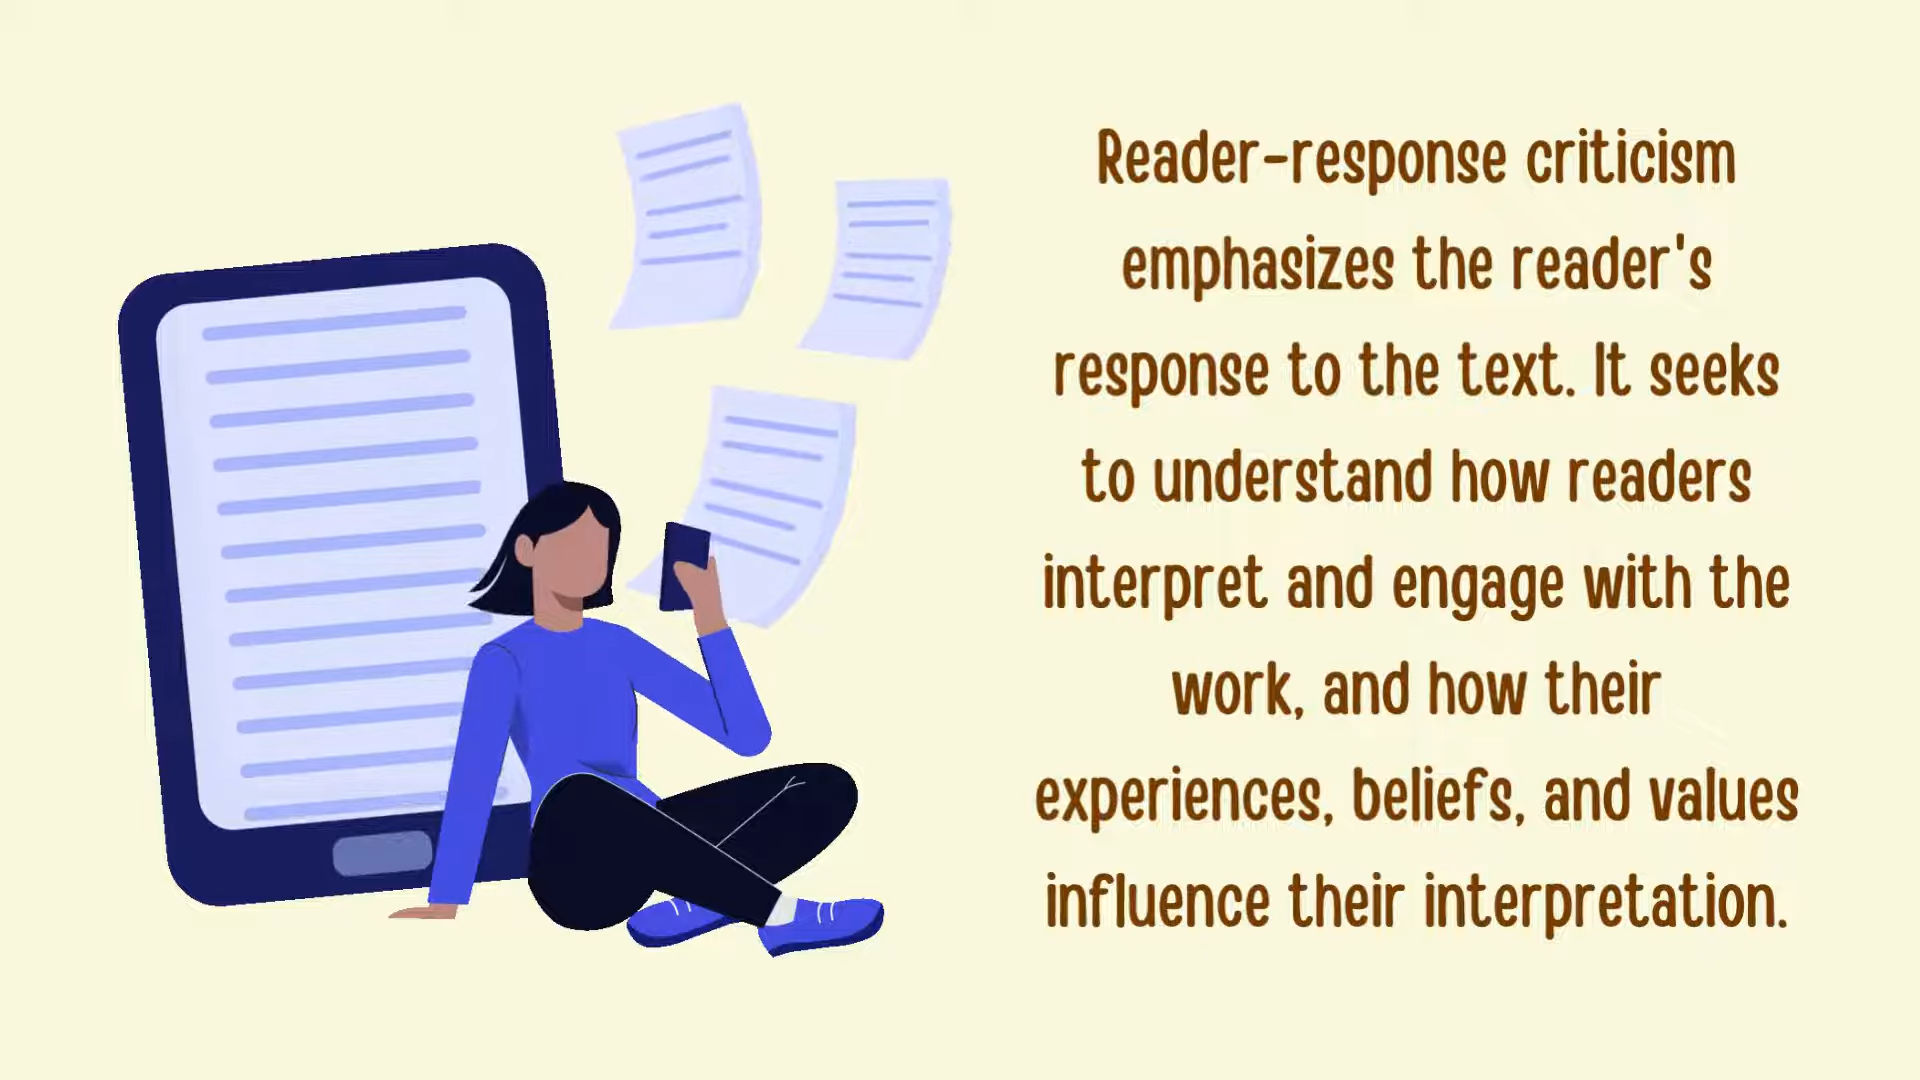 Reader-response criticism
emphasizes the reader's
response to the text. It seeks
to understand how readers
interpret and engage with the
work, and how their
experiences, beliefs, and values
influence their interpretation.